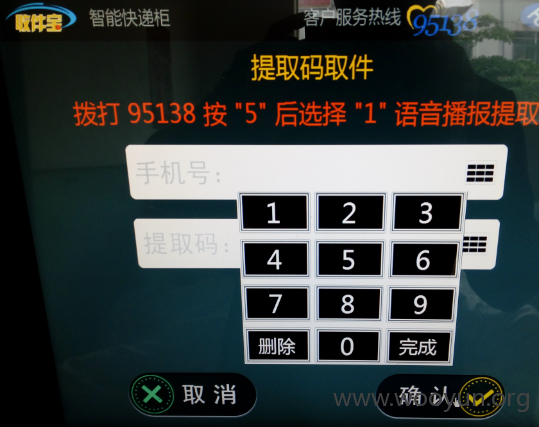 收件宝 智能快递柜 客户服务热线 95138
提取码取件
拨打 95138 按 "5" 后选择 "1" 语音播报提取
手机号：
提取码：
1 2 3
4 5 6
7 8 9
删除 0 完成
取消 确认
www.wooyun.org